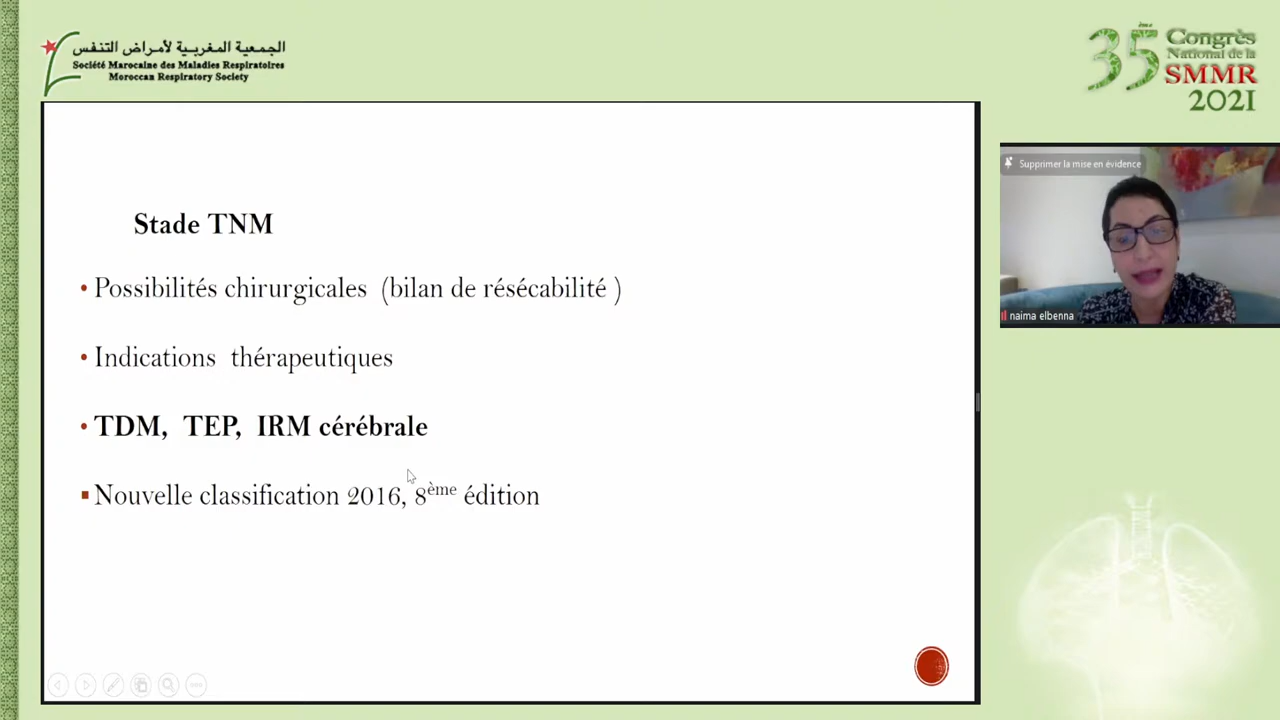 الجمعية المغربية لأمراض التنفس
Société Marocaine des Maladies Respiratoires
Moroccan Respiratory Society
35ème Congrès
National de la
SMMR
2021
Supprimer la mise en évidence
naima elbenna
Stade TNM
• Possibilités chirurgicales (bilan de résécabilité )
• Indications thérapeutiques
• TDM, TEP, IRM cérébrale
▪ Nouvelle classification 2016, 8ème édition